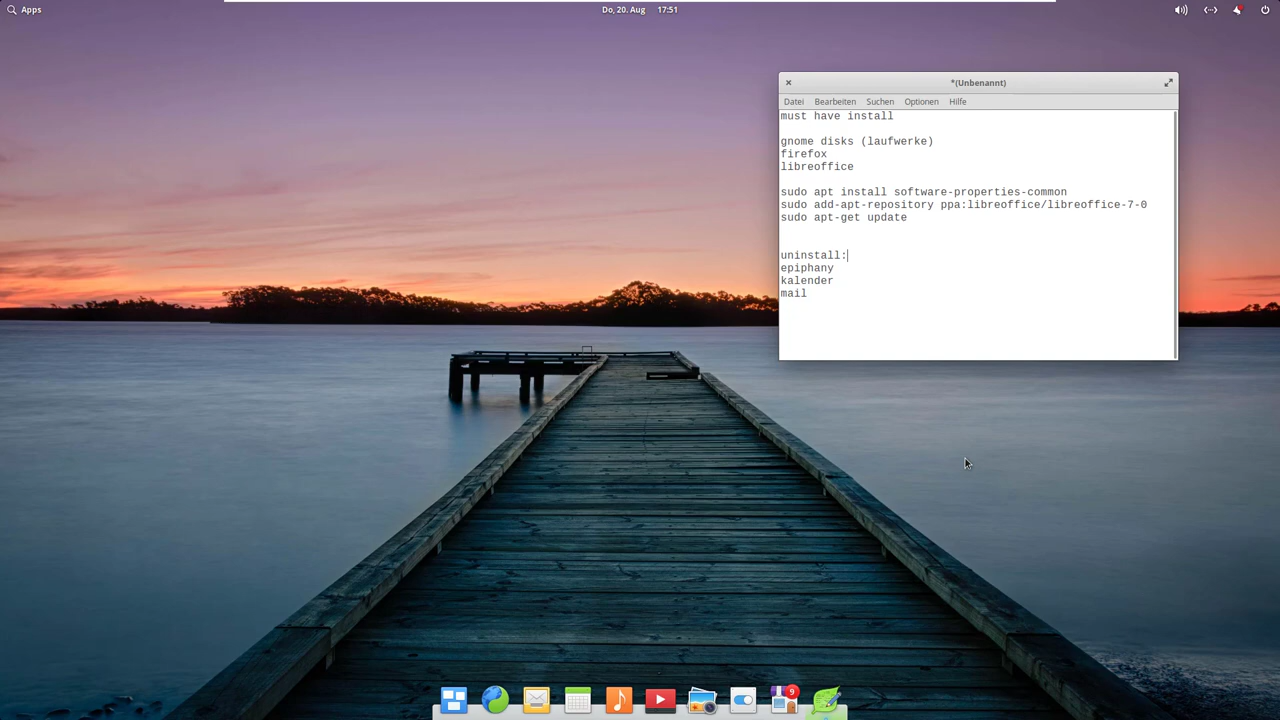 Apps
Do, 20. Aug 17:51
*(Unbenannt)
Datei Bearbeiten Suchen Optionen Hilfe
must have install
gnome disks (laufwerke)
firefox
libreoffice
sudo apt install software-properties-common
sudo add-apt-repository ppa:libreoffice/libreoffice-7-0
sudo apt-get update
uninstall:
epiphany
kalender
mail
9